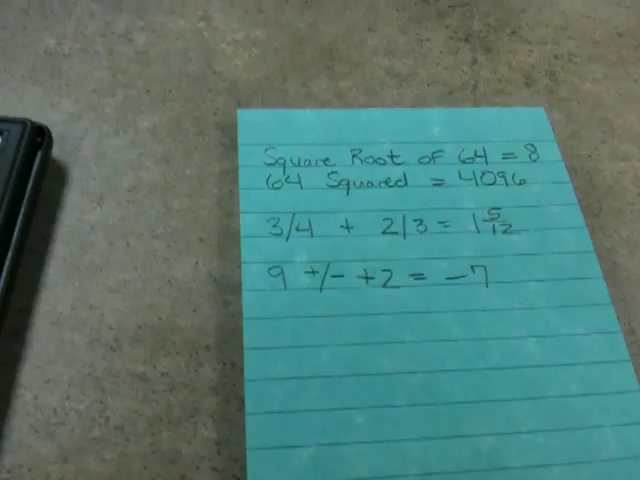 Square Root of 64 = 8
64 Squared = 4096
3/4 + 2/3 = 1 5/12
9 +/- +2 = -7